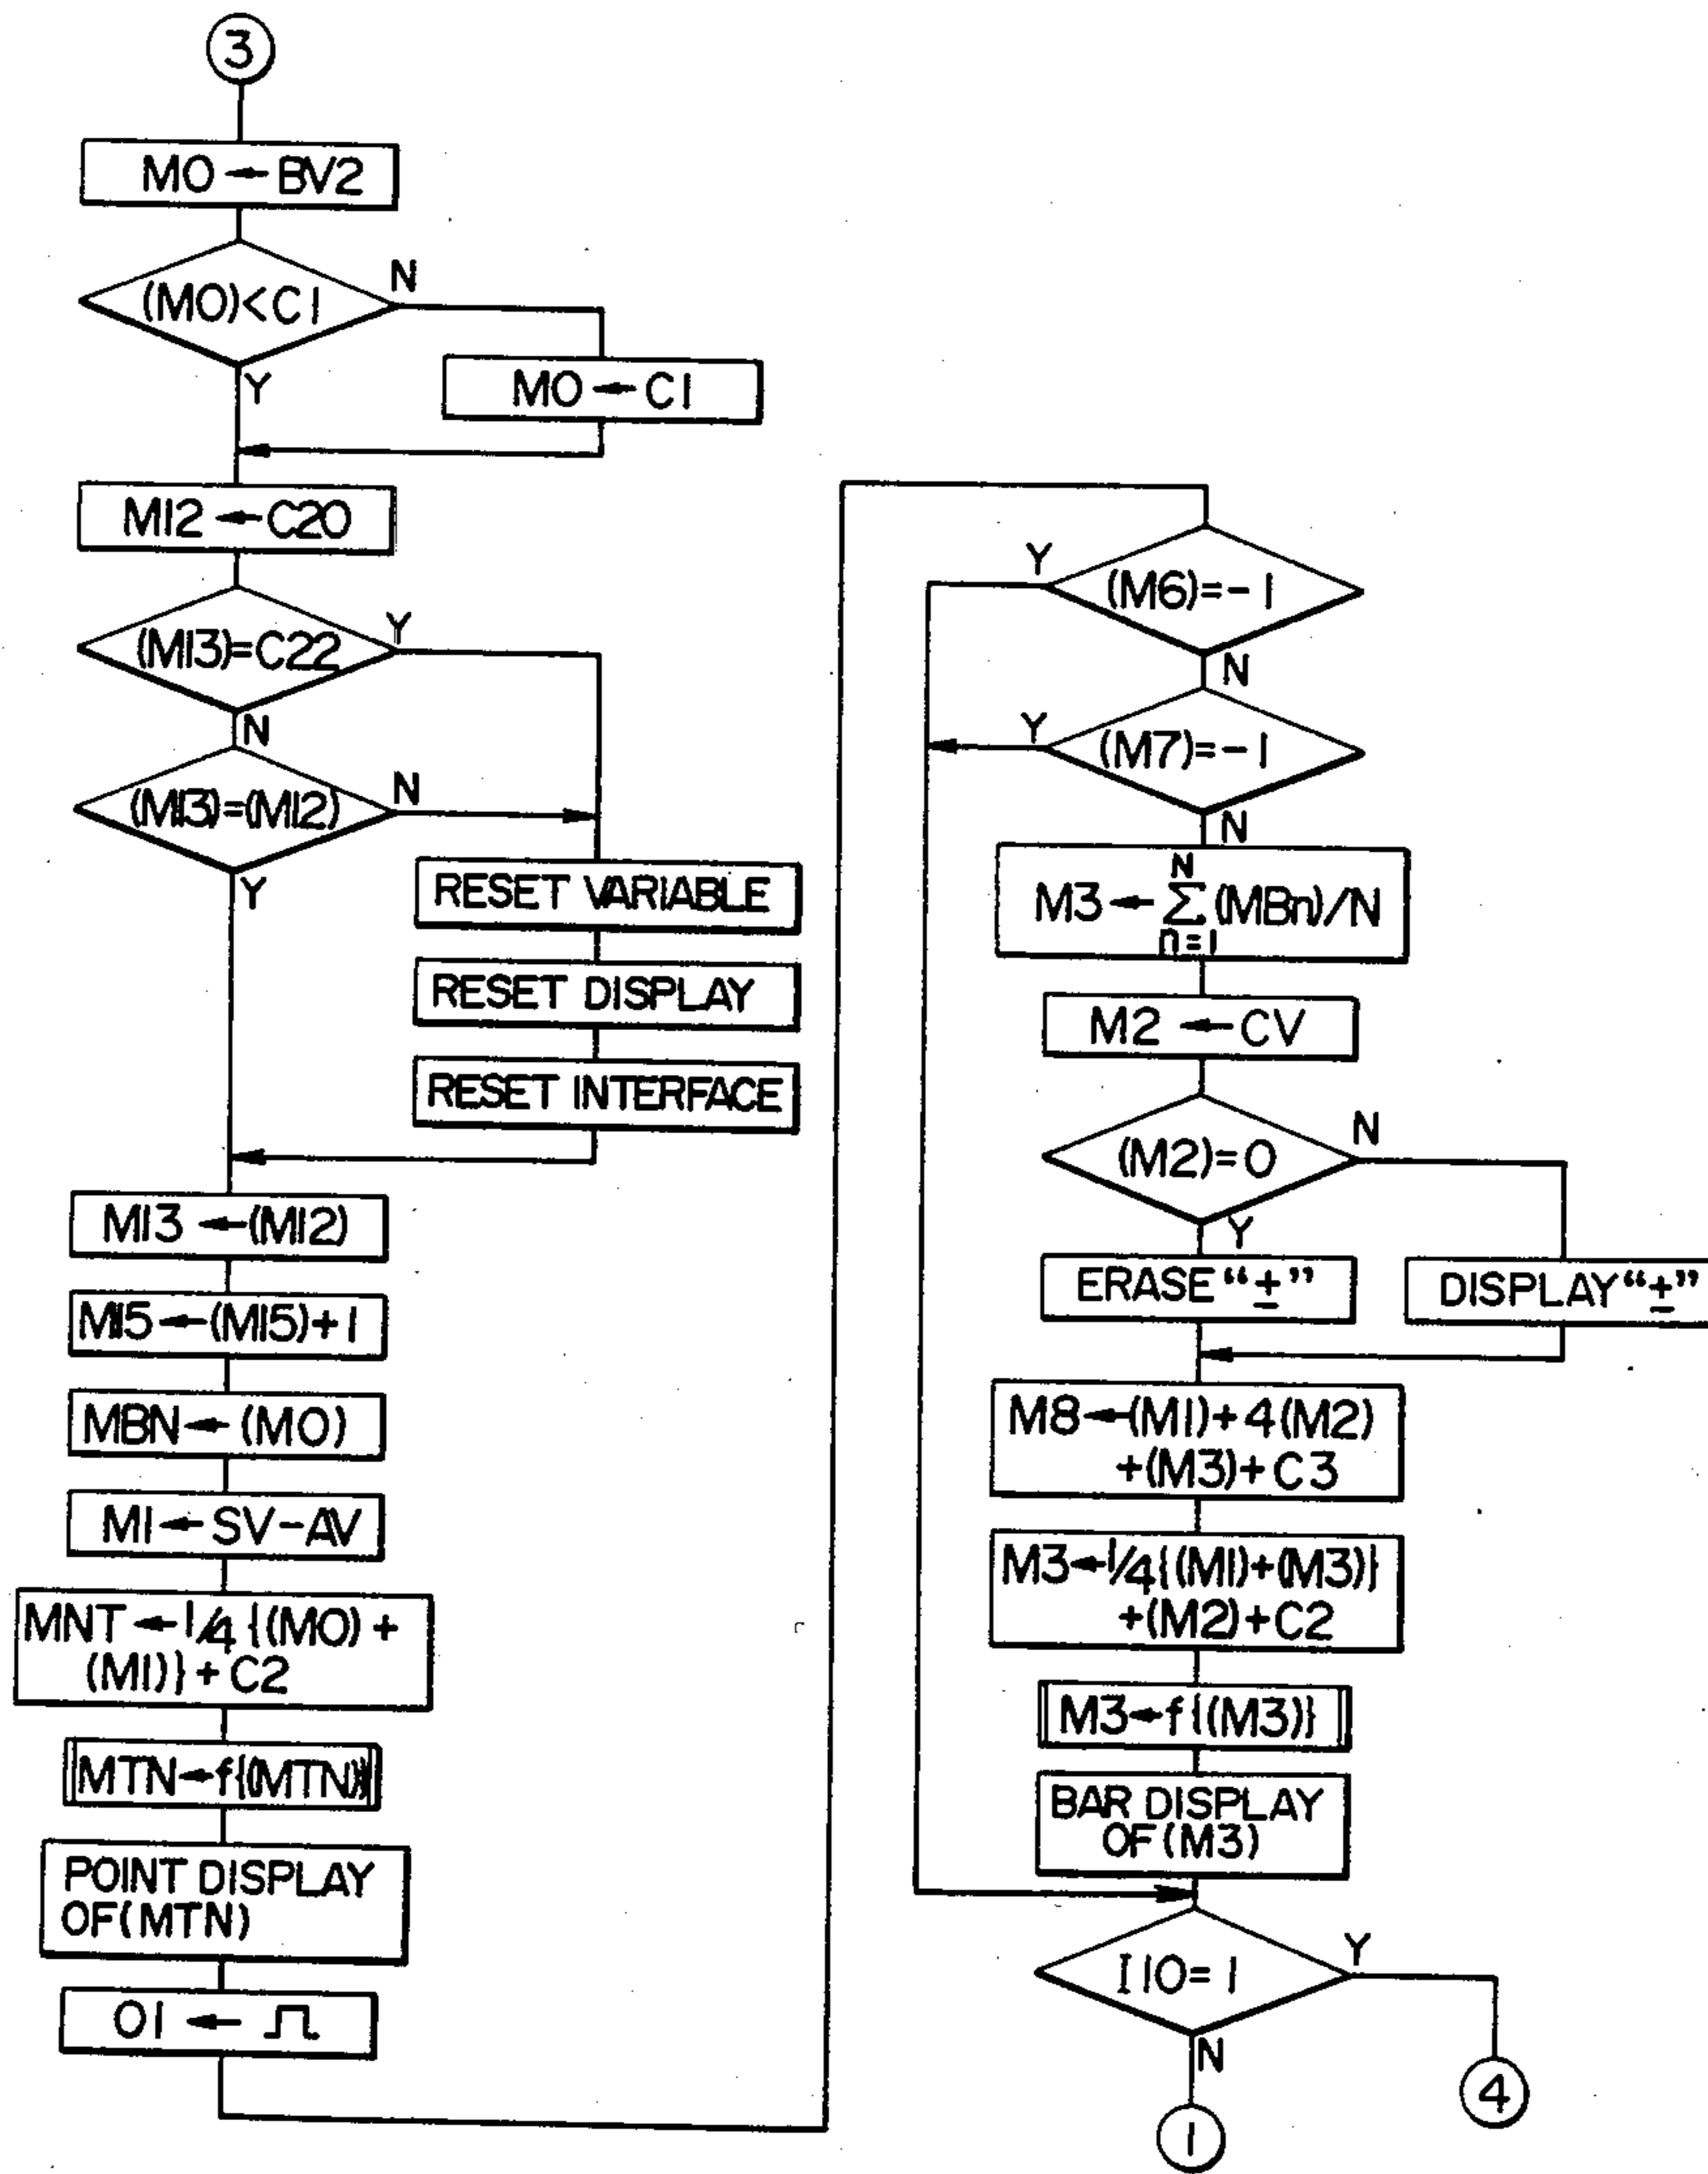 3
M0 ← BV2
(M0)<C1
N
Y
M0 ← C1
M12 ← C20
(M13)=C22
Y
N
(M13)=(M12)
N
Y
RESET VARIABLE
RESET DISPLAY
RESET INTERFACE
M13 ← (M12)
M15 ← (M15)+1
MBN ← (M0)
M1 ← SV-AV
MNT ← 1/4 {(M0) +
(M1)} + C2
MTN ← f{(MTN)}
POINT DISPLAY
OF (MTN)
O1 ← ⎍
(M6)=-1
Y
N
(M7)=-1
Y
N
N
M3 ← Σ (MBn)/N
n=1
M2 ← CV
(M2)=0
N
Y
ERASE “±”
DISPLAY “±”
M8 ← (M1)+4(M2)
+(M3)+C3
M3 ← 1/4{(M1)+(M3)}
+(M2)+C2
M3 ← f{(M3)}
BAR DISPLAY
OF (M3)
I10=1
Y
N
4
1